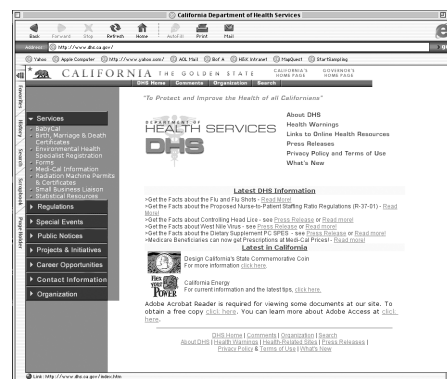 California Department of Health Services
Back Forward Stop Refresh Home AutoFill Print Mail
Address http://www.dhs.ca.gov/
Yahoo Apple Computer http://www.yahoo.com/ AOL Mail Bof A HiBit Intranet MapQuest StartSampling
CALIFORNIA THE GOLDEN STATE CALIFORNIA'S HOME PAGE GOVERNOR'S HOME PAGE
DHS Home Comments Organization Search
Favorites
History
Search
Scrapbook
Page Holder
"To Protect and Improve the Health of all Californians"
Services
BabyCal
Birth, Marriage & Death
Certificates
Environmental Health
Specialist Registration
Forms
Medi-Cal Information
Radiation Machine Permits
& Certificates
Small Business Liaison
Statistical Resources
Regulations
Special Events
Public Notices
Projects & Initiatives
Career Opportunities
Contact Information
Organization
DEPARTMENT OF
HEALTH SERVICES
DHS
About DHS
Health Warnings
Links to Online Health Resources
Press Releases
Privacy Policy and Terms of Use
What's New
Latest DHS Information
>Get the Facts about the Flu and Flu Shots - Read More!
>Get the Facts about the Proposed Nurse-to-Patient Staffing Ratio Regulations (R-37-01) - Read
More!
>Get the Facts about Controlling Head Lice - see Press Release or Read more!
>Get the Facts about West Nile Virus - see Press Release or Read more!
>Get the Facts about the Dietary Supplement PC SPES - see Press Release or Read more!
>Medicare Beneficiaries can now get Prescriptions at Medi-Cal Prices! - Read more!
Latest in California
Design California's State Commemorative Coin
For more information click here.
Flex
YOUR
POWER
California Energy
For current information and the latest tips, click here.
Adobe Acrobat Reader is required for viewing some documents at our site. To
obtain a free copy click here. You can learn more about Adobe Access at click
here.
DHS Home | Comments | Organization | Search
About DHS | Health Warnings | Health-Related Sites | Press Releases |
Privacy Policy & Terms of Use | What's New
Link: http://www.dhs.ca.gov/index.htm